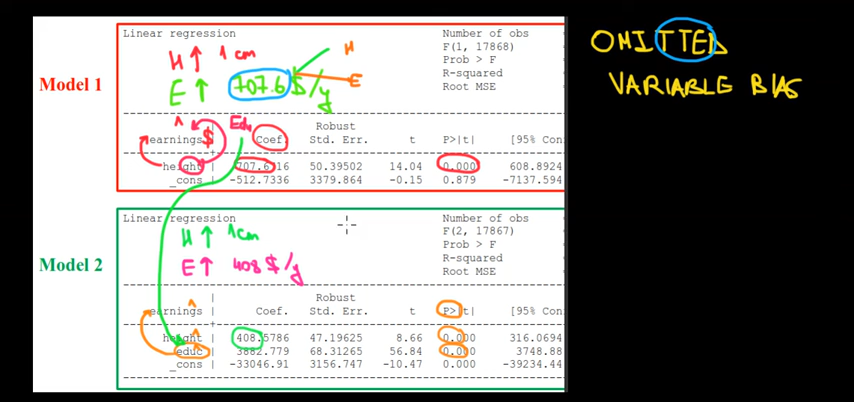 Linear regression
Number of obs
F(1, 17868)
Prob > F
R-squared
Root MSE
H ↑ 1 cm
H
E ↑ 707.6 $/y
E
Model 1
Edu
$
Robust
earnings | Coef. Std. Err. t P>|t| [95% Con
height | 707.6716 50.39502 14.04 0.000 608.8924
_cons | -512.7336 3379.864 -0.15 0.879 -7137.594
OMITTED
VARIABLE BIAS
Linear regression
Number of obs
F(2, 17867)
Prob > F
R-squared
Root MSE
H ↑ 1 cm
E ↑ 408 $/y
Model 2
Robust
earnings | Coef. Std. Err. t P>|t| [95% Con
height | 408.5786 47.19625 8.66 0.000 316.0694
educ | 3882.779 68.31265 56.84 0.000 3748.88
_cons | -33046.91 3156.747 -10.47 0.000 -39234.44